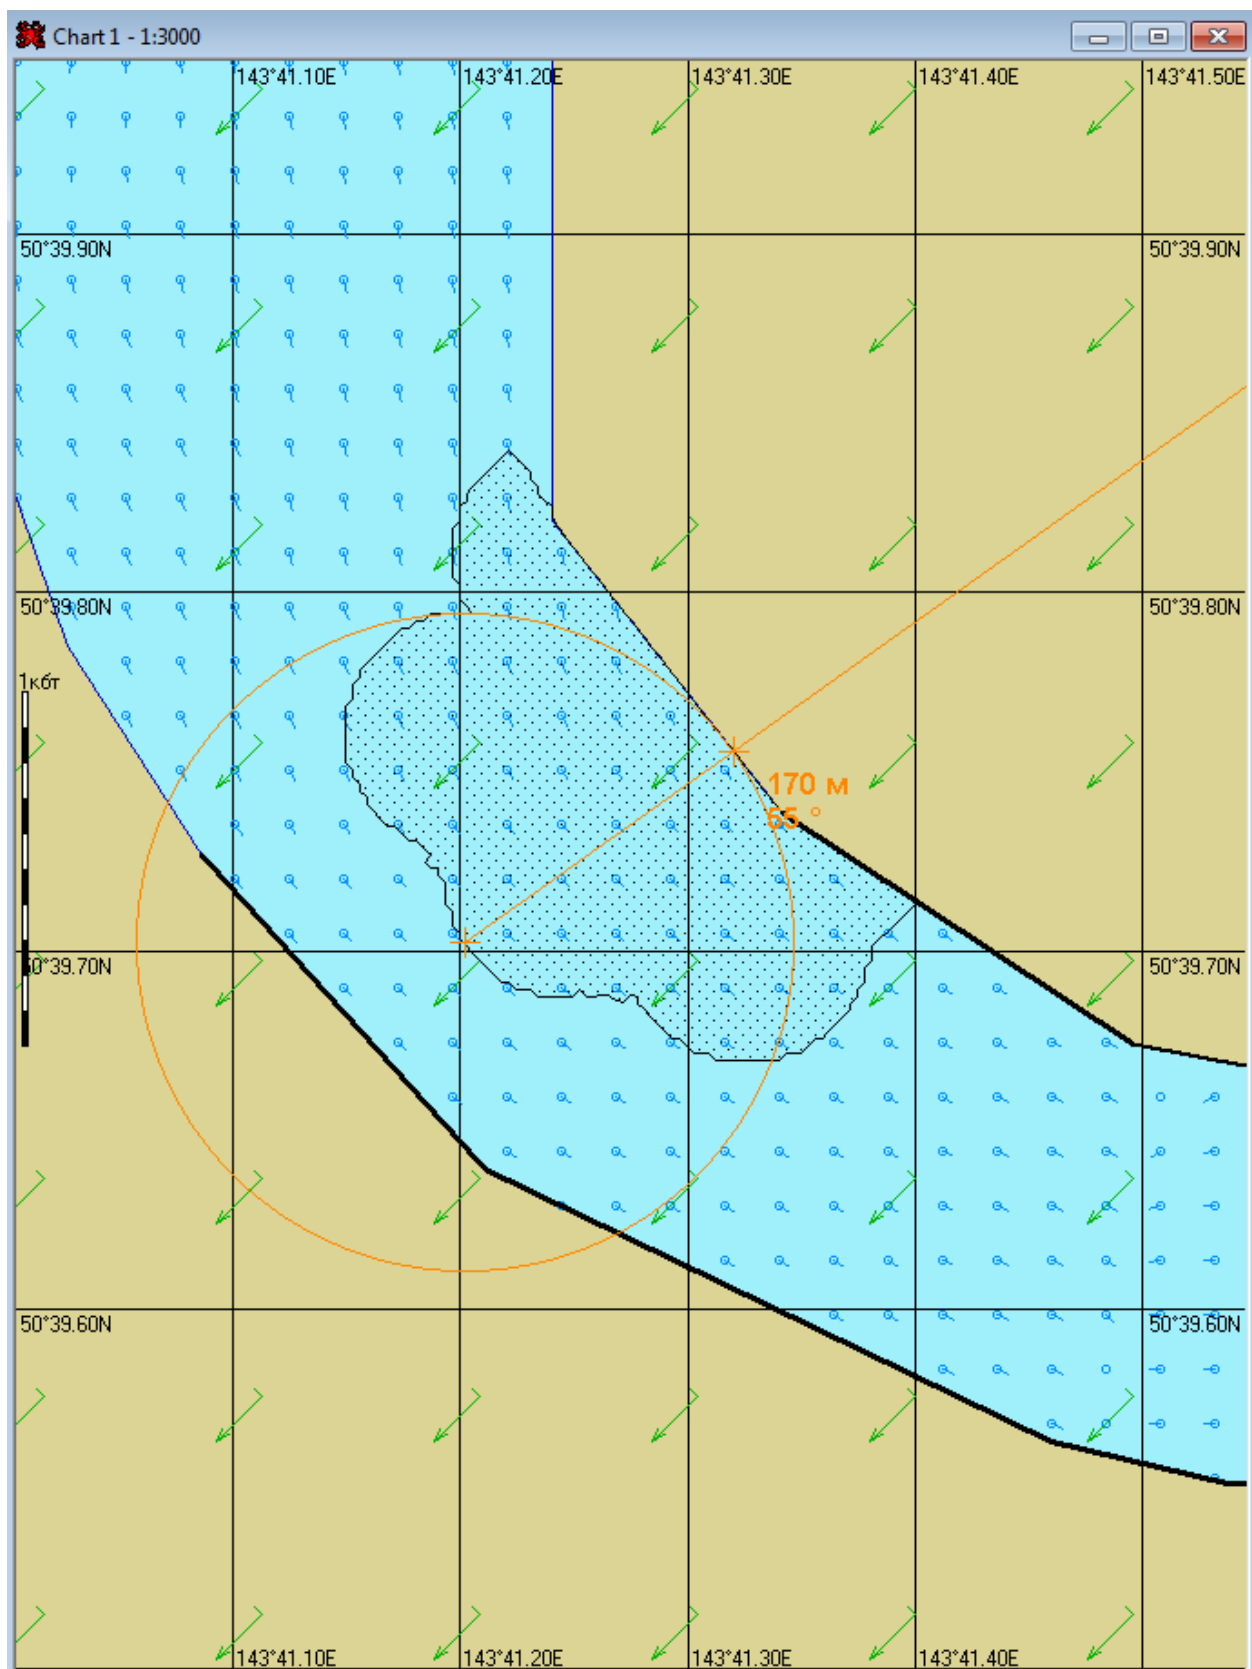 Chart 1 - 1:3000
143°41.10E 143°41.20E 143°41.30E 143°41.40E 143°41.50E
50°39.90N 50°39.90N
50°39.80N 50°39.80N
1кбт
170 м
55 °
50°39.70N 50°39.70N
50°39.60N 50°39.60N
143°41.10E 143°41.20E 143°41.30E 143°41.40E